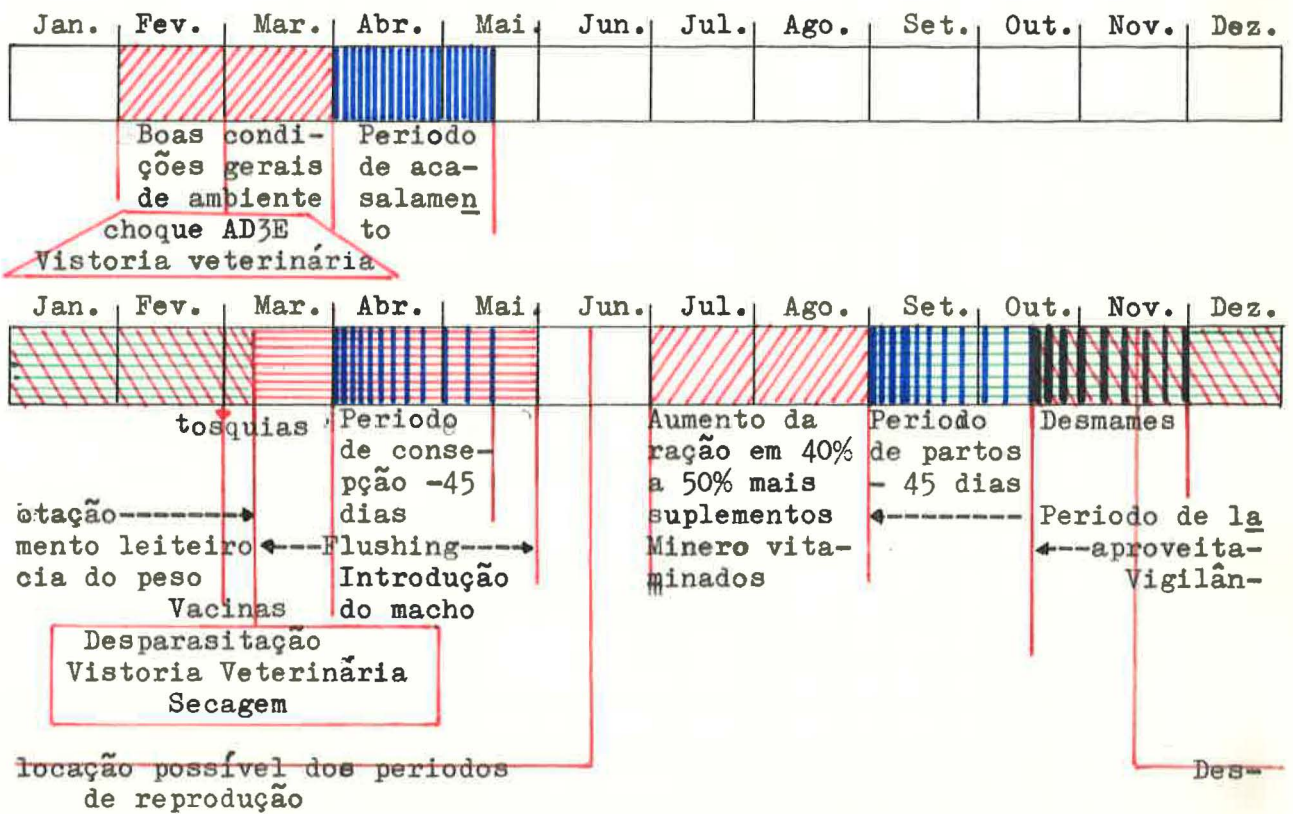 Jan. Fev. Mar. Abr. Mai. Jun. Jul. Ago. Set. Out. Nov. Dez.
Boas condi-
ções gerais
de ambiente
choque AD3E
Vistoria veterinária
Periodo
de aca-
salamen
to
Jan. Fev. Mar. Abr. Mai. Jun. Jul. Ago. Set. Out. Nov. Dez.
tosquias
Periodo
de conse-
pção -45
dias
Flushing
Introdução
do macho
Aumento da
ração em 40%
a 50% mais
suplementos
Minero vita-
minados
Periodo
de partos
- 45 dias
Desmames
Periodo de la
aproveita-
Vigilân-
ctação
mento leiteiro
cia do peso
Vacinas
Desparasitação
Vistoria Veterinária
Secagem
Des-
locação possível dos periodos
de reprodução